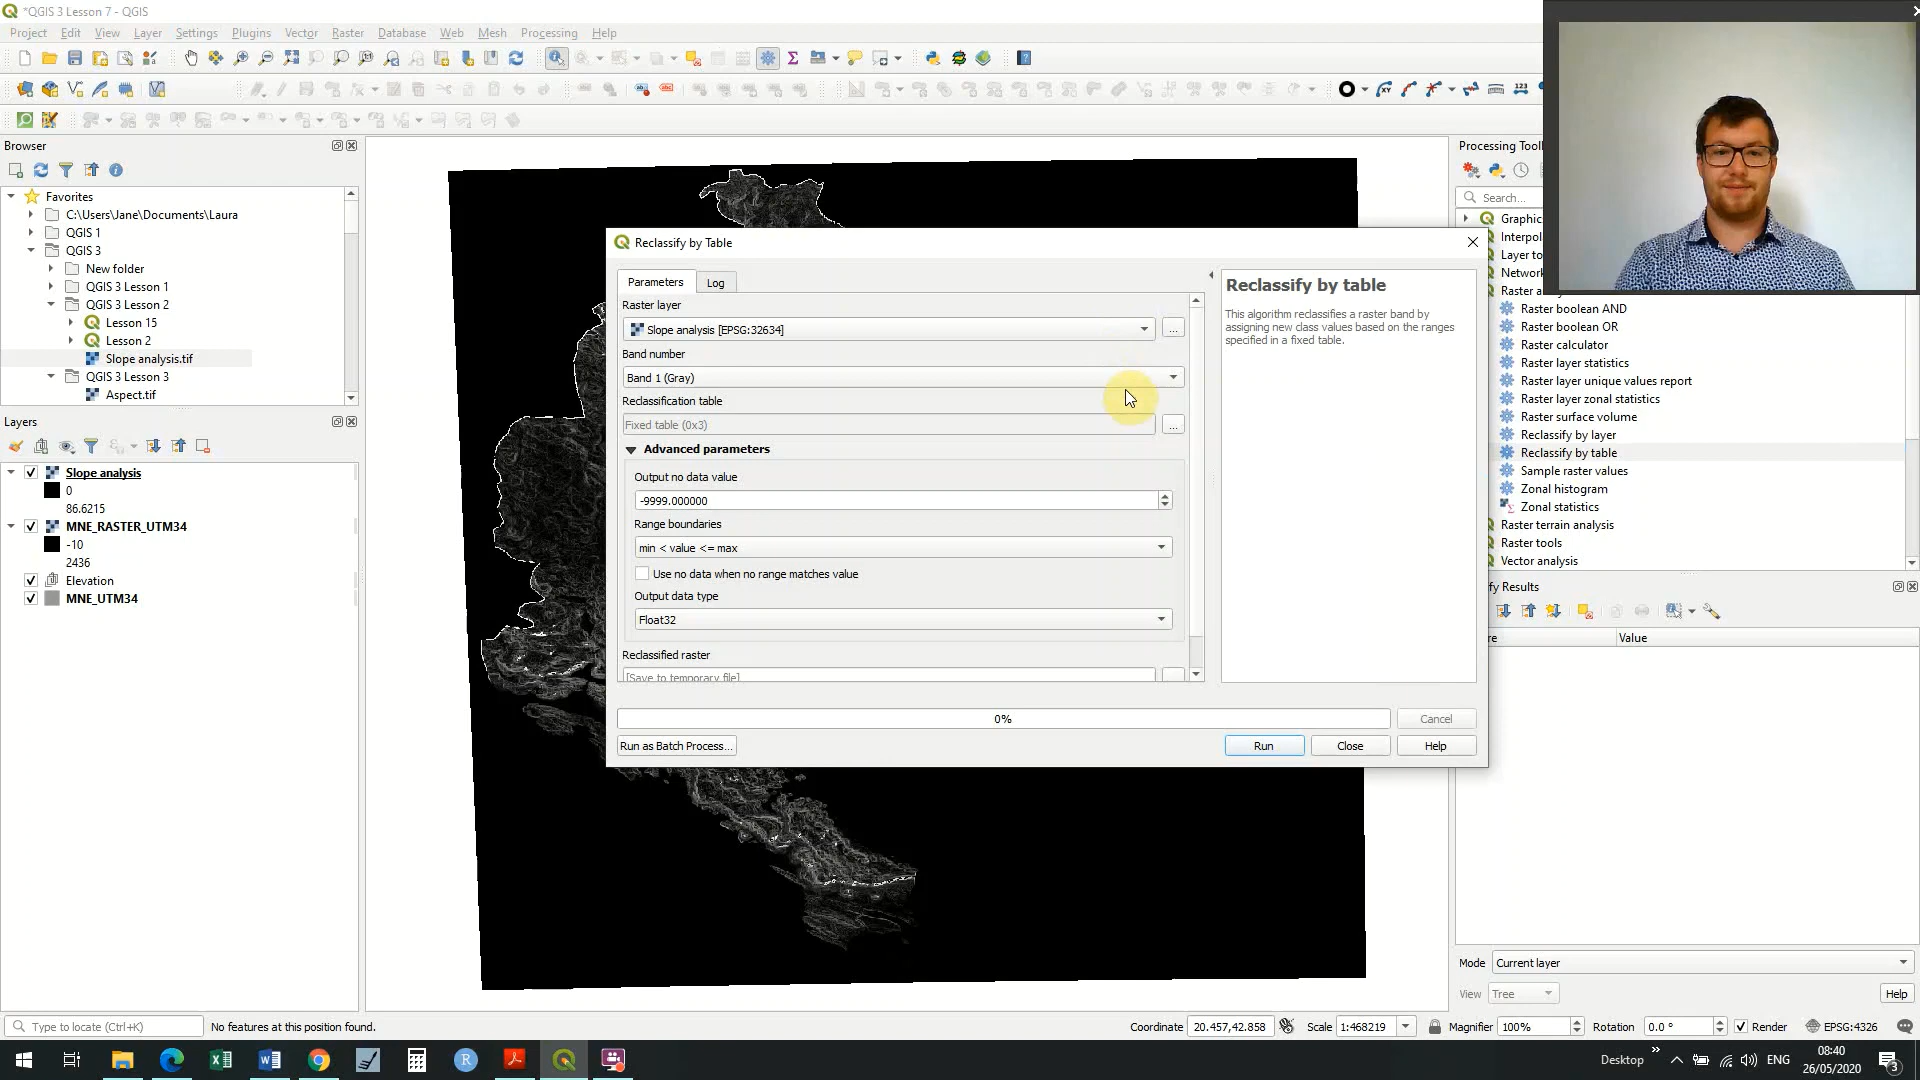 *QGIS 3 Lesson 7 - QGIS
Project Edit View Layer Settings Plugins Vector Raster Database Web Mesh Processing Help
Browser
Favorites
C:\Users\Jane\Documents\Laura
QGIS 1
QGIS 3
New folder
QGIS 3 Lesson 1
QGIS 3 Lesson 2
Lesson 15
Lesson 2
Slope analysis.tif
QGIS 3 Lesson 3
Aspect.tif
Layers
Slope analysis
0
86.6215
MNE_RASTER_UTM34
-10
2436
Elevation
MNE_UTM34
Reclassify by Table
Parameters Log
Raster layer
Slope analysis [EPSG:32634]
...
Band number
Band 1 (Gray)
Reclassification table
Fixed table (0x3)
...
Advanced parameters
Output no data value
-9999.000000
Range boundaries
min < value <= max
Use no data when no range matches value
Output data type
Float32
Reclassified raster
[Save to temporary file]
0%
Cancel
Run as Batch Process...
Run
Close
Help
Reclassify by table
This algorithm reclassifies a raster band by
assigning new class values based on the ranges
specified in a fixed table.
Processing Tool
Search...
Graphic
Interpol
Layer to
Network
Raster a
Raster boolean AND
Raster boolean OR
Raster calculator
Raster layer statistics
Raster layer unique values report
Raster layer zonal statistics
Raster surface volume
Reclassify by layer
Reclassify by table
Sample raster values
Zonal histogram
Zonal statistics
Raster terrain analysis
Raster tools
Vector analysis
fy Results
re Value
Mode Current layer
View Tree
Help
Type to locate (Ctrl+K)
No features at this position found.
Coordinate 20.457,42.858
Scale 1:468219
Magnifier 100%
Rotation 0.0 °
Render
EPSG:4326
Desktop
ENG
08:40
26/05/2020
3